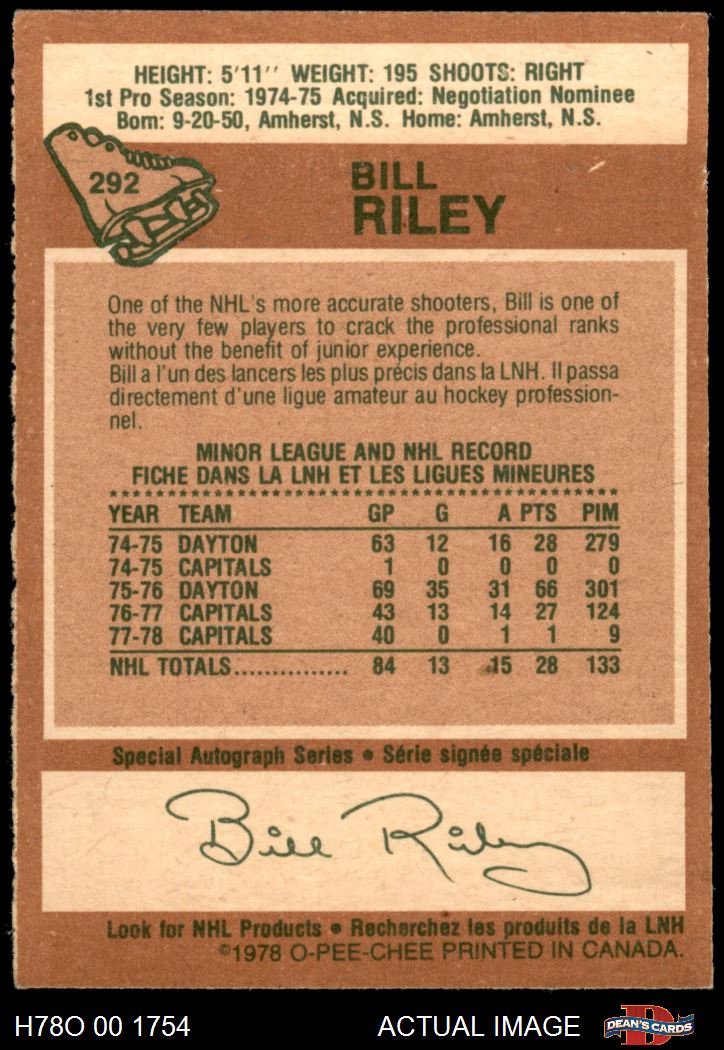 HEIGHT: 5'11'' WEIGHT: 195 SHOOTS: RIGHT
1st Pro Season: 1974-75 Acquired: Negotiation Nominee
Born: 9-20-50, Amherst, N.S. Home: Amherst, N.S.
292
BILL
RILEY
One of the NHL's more accurate shooters, Bill is one of
the very few players to crack the professional ranks
without the benefit of junior experience.
Bill a l'un des lancers les plus précis dans la LNH. Il passa
directement d'une ligue amateur au hockey profession-
nel.
MINOR LEAGUE AND NHL RECORD
FICHE DANS LA LNH ET LES LIGUES MINEURES
YEAR TEAM GP G A PTS PIM
74-75 DAYTON 63 12 16 28 279
74-75 CAPITALS 1 0 0 0 0
75-76 DAYTON 69 35 31 66 301
76-77 CAPITALS 43 13 14 27 124
77-78 CAPITALS 40 0 1 1 9
NHL TOTALS............... 84 13 15 28 133
Special Autograph Series • Série signée spéciale
Bill Riley
Look for NHL Products • Recherchez les produits de la LNH
©1978 O-PEE-CHEE PRINTED IN CANADA.
H78O 00 1754 ACTUAL IMAGE D DEAN'S CARDS